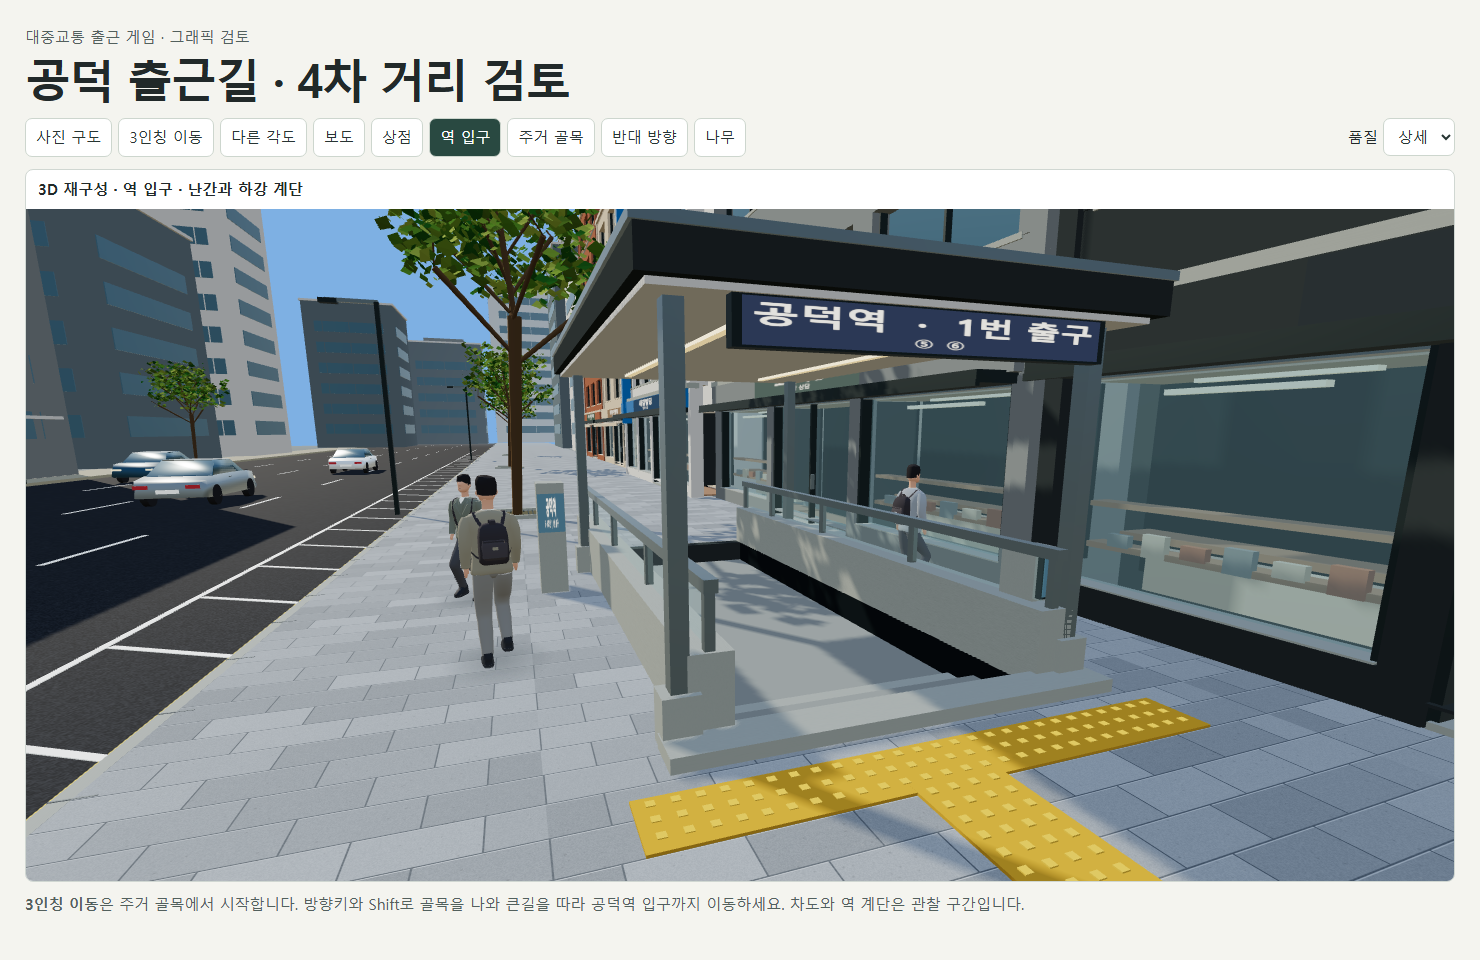 대중교통 출근 게임 · 그래픽 검토
공덕 출근길 · 4차 거리 검토
사진 구도
3인칭 이동
다른 각도
보도
상점
역 입구
주거 골목
반대 방향
나무
품질
상세
3D 재구성 · 역 입구 · 난간과 하강 계단
공덕역 · 1번 출구
⑤ ⑥
공덕역
3인칭 이동은 주거 골목에서 시작합니다. 방향키와 Shift로 골목을 나와 큰길을 따라 공덕역 입구까지 이동하세요. 차도와 역 계단은 관찰 구간입니다.